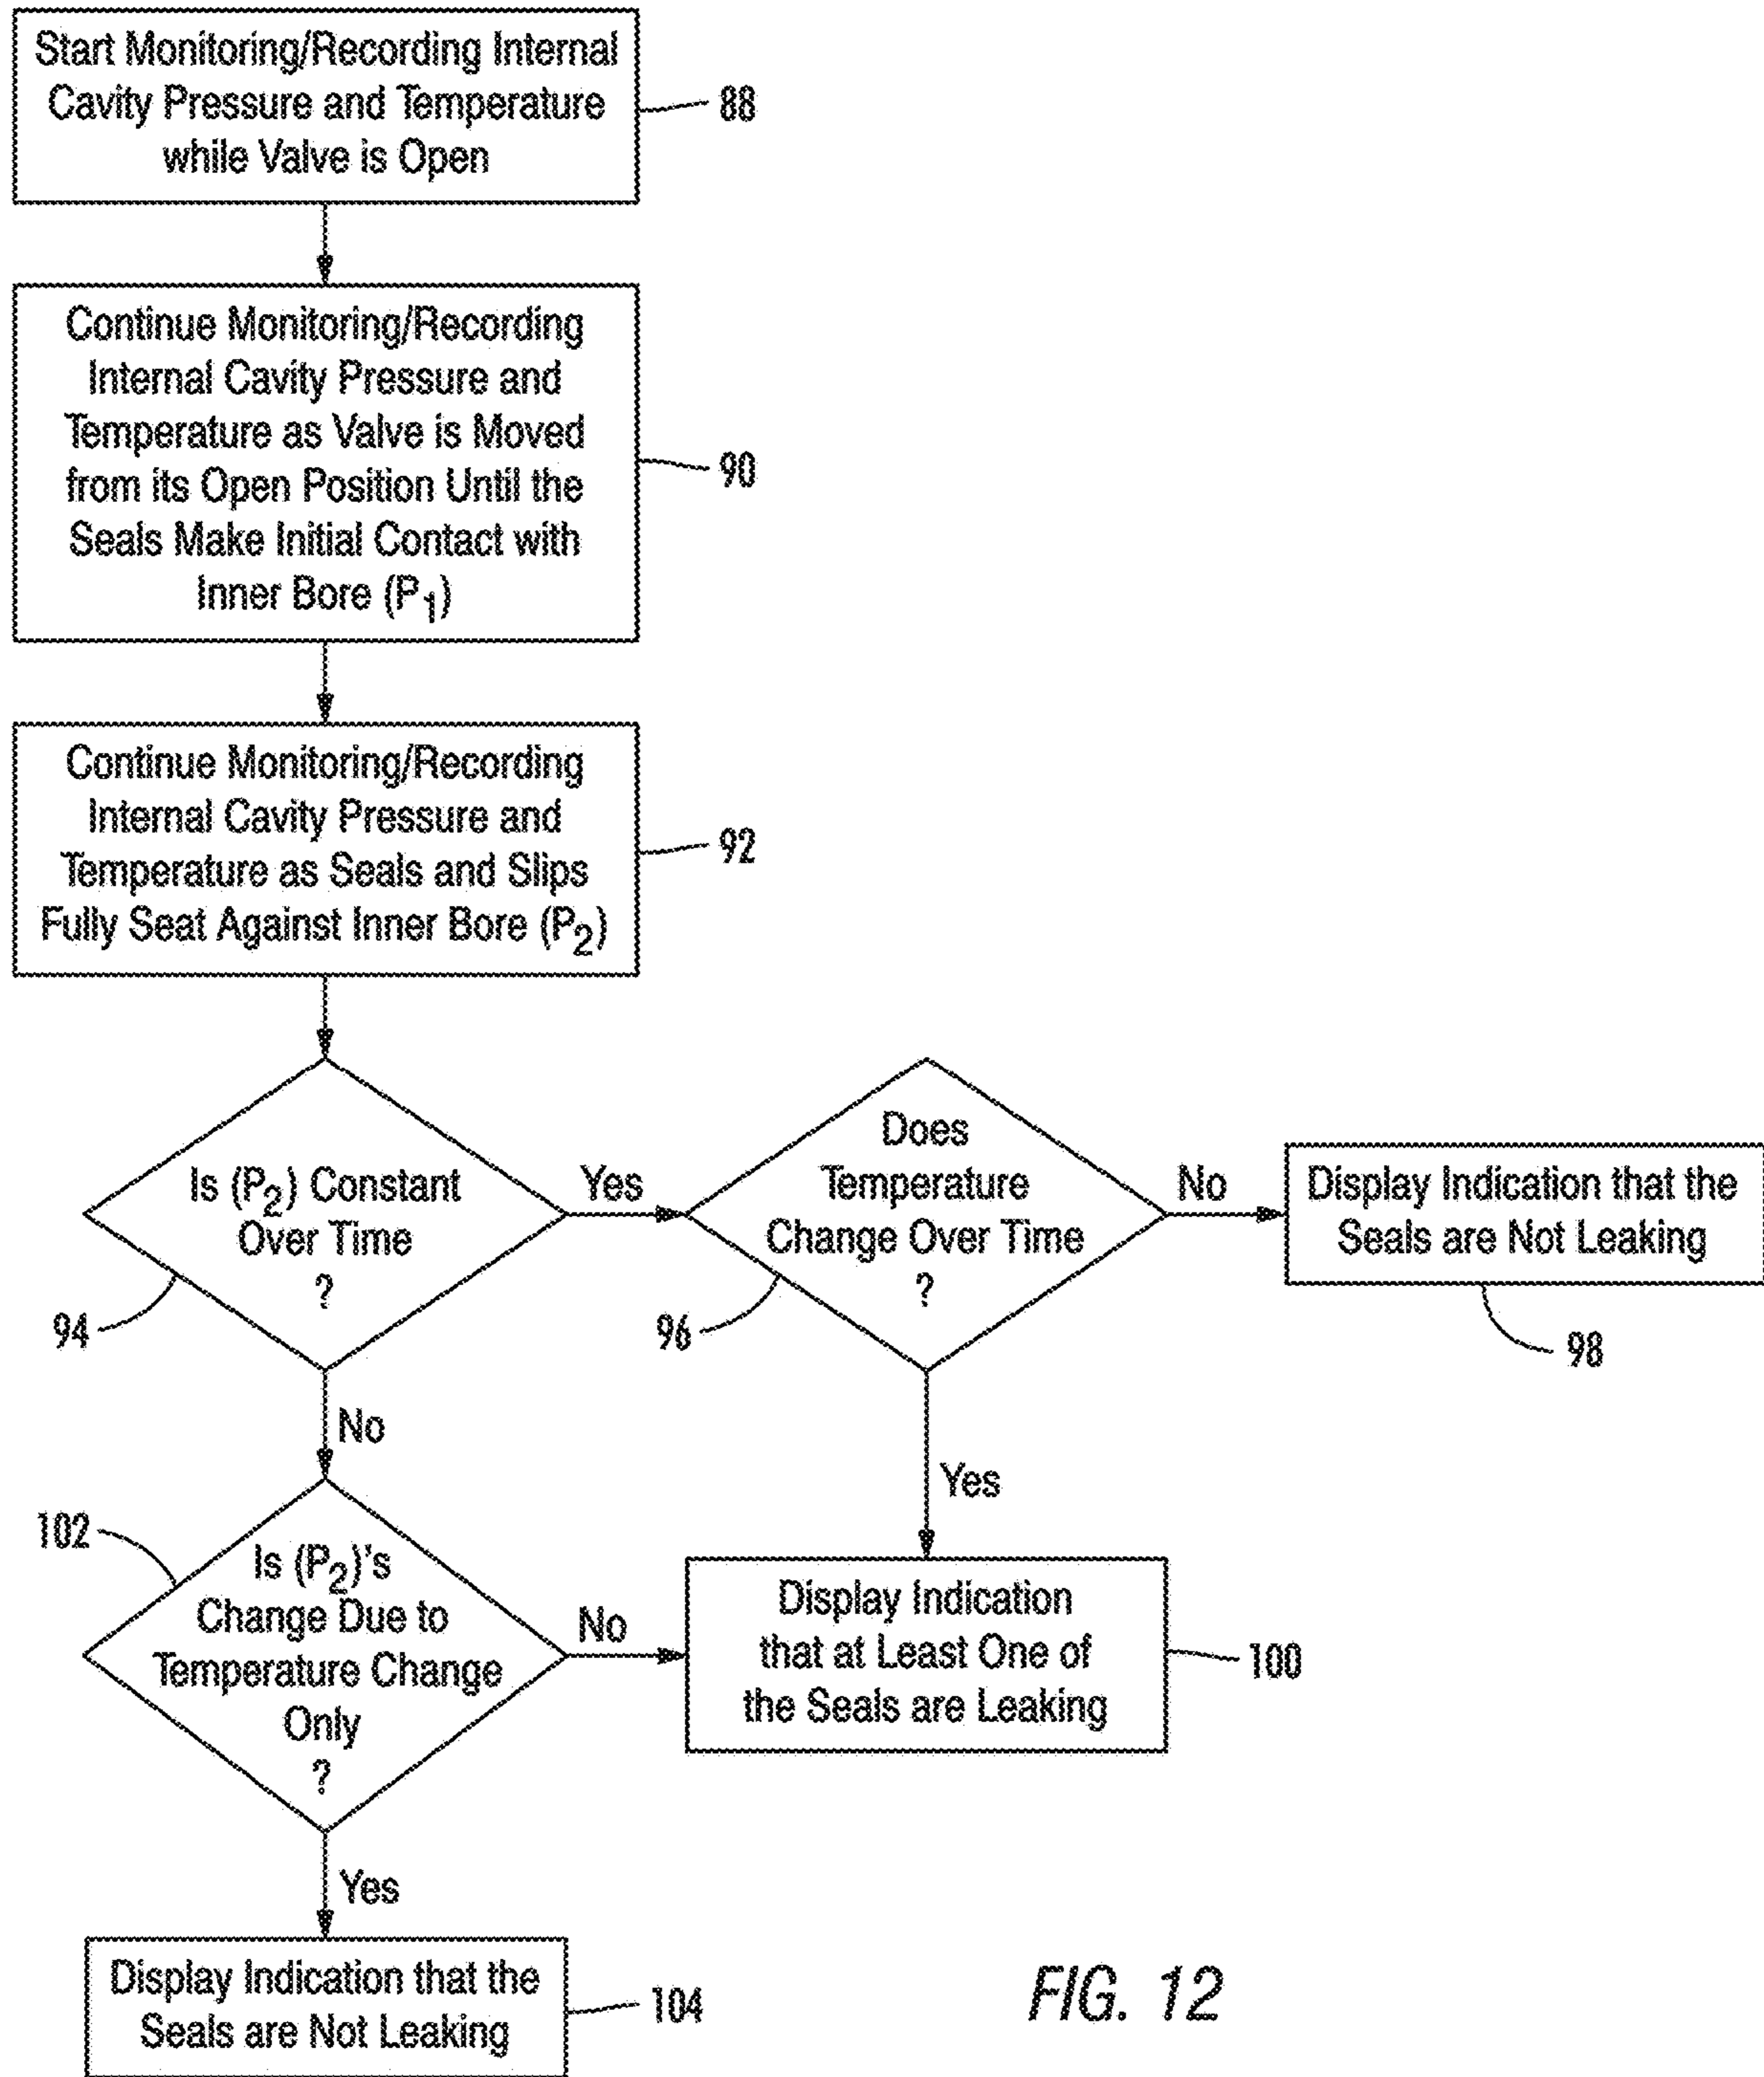 Start Monitoring/Recording Internal
Cavity Pressure and Temperature
while Valve is Open
88
Continue Monitoring/Recording
Internal Cavity Pressure and
Temperature as Valve is Moved
from its Open Position Until the
Seals Make Initial Contact with
Inner Bore (P1)
90
Continue Monitoring/Recording
Internal Cavity Pressure and
Temperature as Seals and Slips
Fully Seat Against Inner Bore (P2)
92
Is (P2) Constant
Over Time
?
94
Yes
Does
Temperature
Change Over Time
?
96
No
Display Indication that the
Seals are Not Leaking
98
No
Yes
102
Is (P2)'s
Change Due to
Temperature Change
Only
?
No
Display Indication
that at Least One of
the Seals are Leaking
100
Yes
Display Indication that the
Seals are Not Leaking
104
FIG. 12